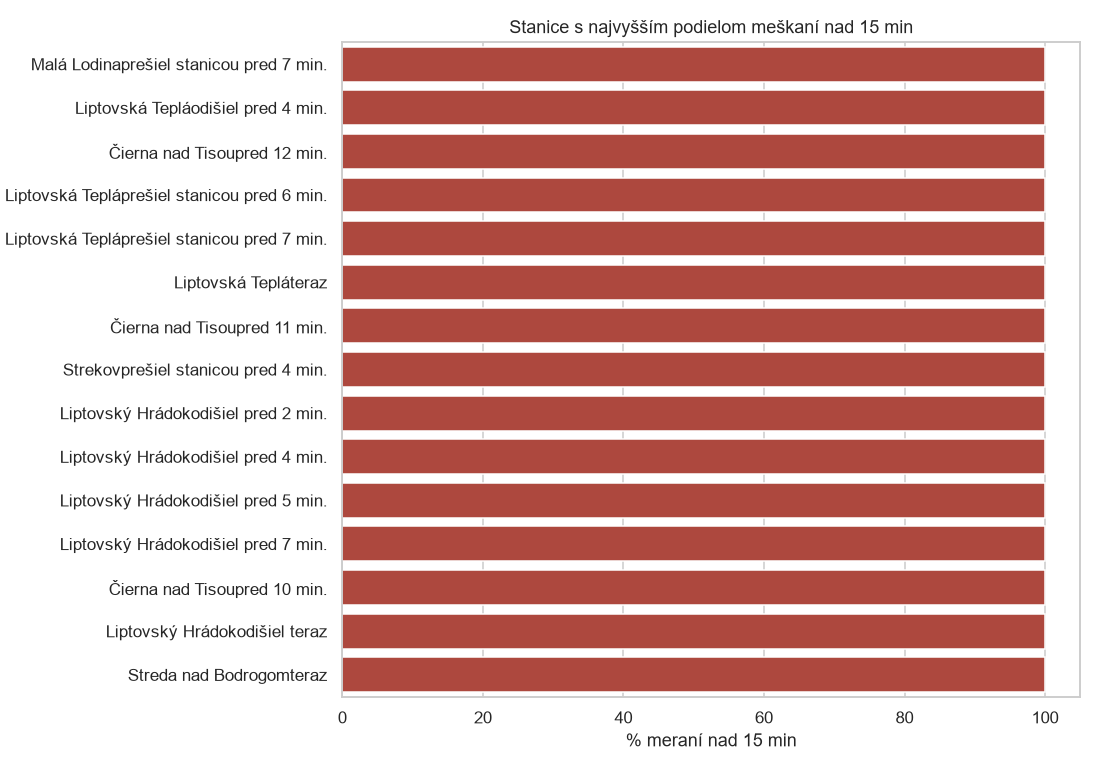 Stanice s najvyšším podielom meškaní nad 15 min
Malá Lodinaprešiel stanicou pred 7 min.
Liptovská Tepláodišiel pred 4 min.
Čierna nad Tisoupred 12 min.
Liptovská Tepláprešiel stanicou pred 6 min.
Liptovská Tepláprešiel stanicou pred 7 min.
Liptovská Tepláteraz
Čierna nad Tisoupred 11 min.
Strekovprešiel stanicou pred 4 min.
Liptovský Hrádokodišiel pred 2 min.
Liptovský Hrádokodišiel pred 4 min.
Liptovský Hrádokodišiel pred 5 min.
Liptovský Hrádokodišiel pred 7 min.
Čierna nad Tisoupred 10 min.
Liptovský Hrádokodišiel teraz
Streda nad Bodrogomteraz
0 20 40 60 80 100
% meraní nad 15 min